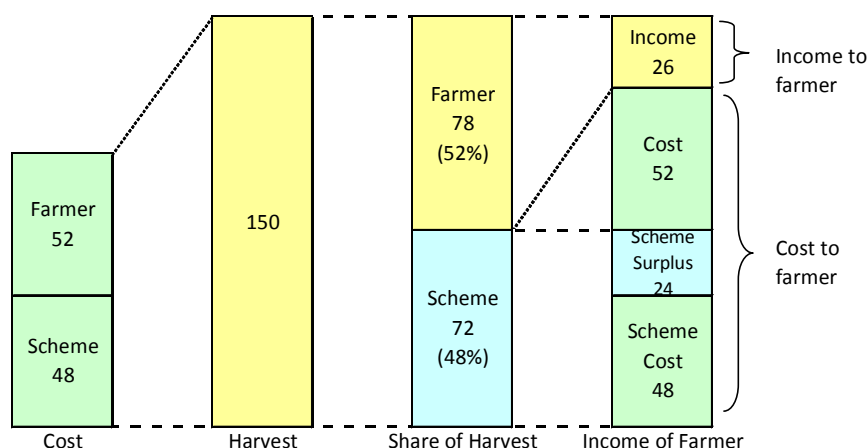 Farmer
52
Scheme
48
Cost
150
Harvest
Farmer
78
(52%)
Scheme
72
(48%)
Share of Harvest
Income
26
Cost
52
Scheme
Surplus
24
Scheme
Cost
48
Income of Farmer
Income to
farmer
Cost to
farmer